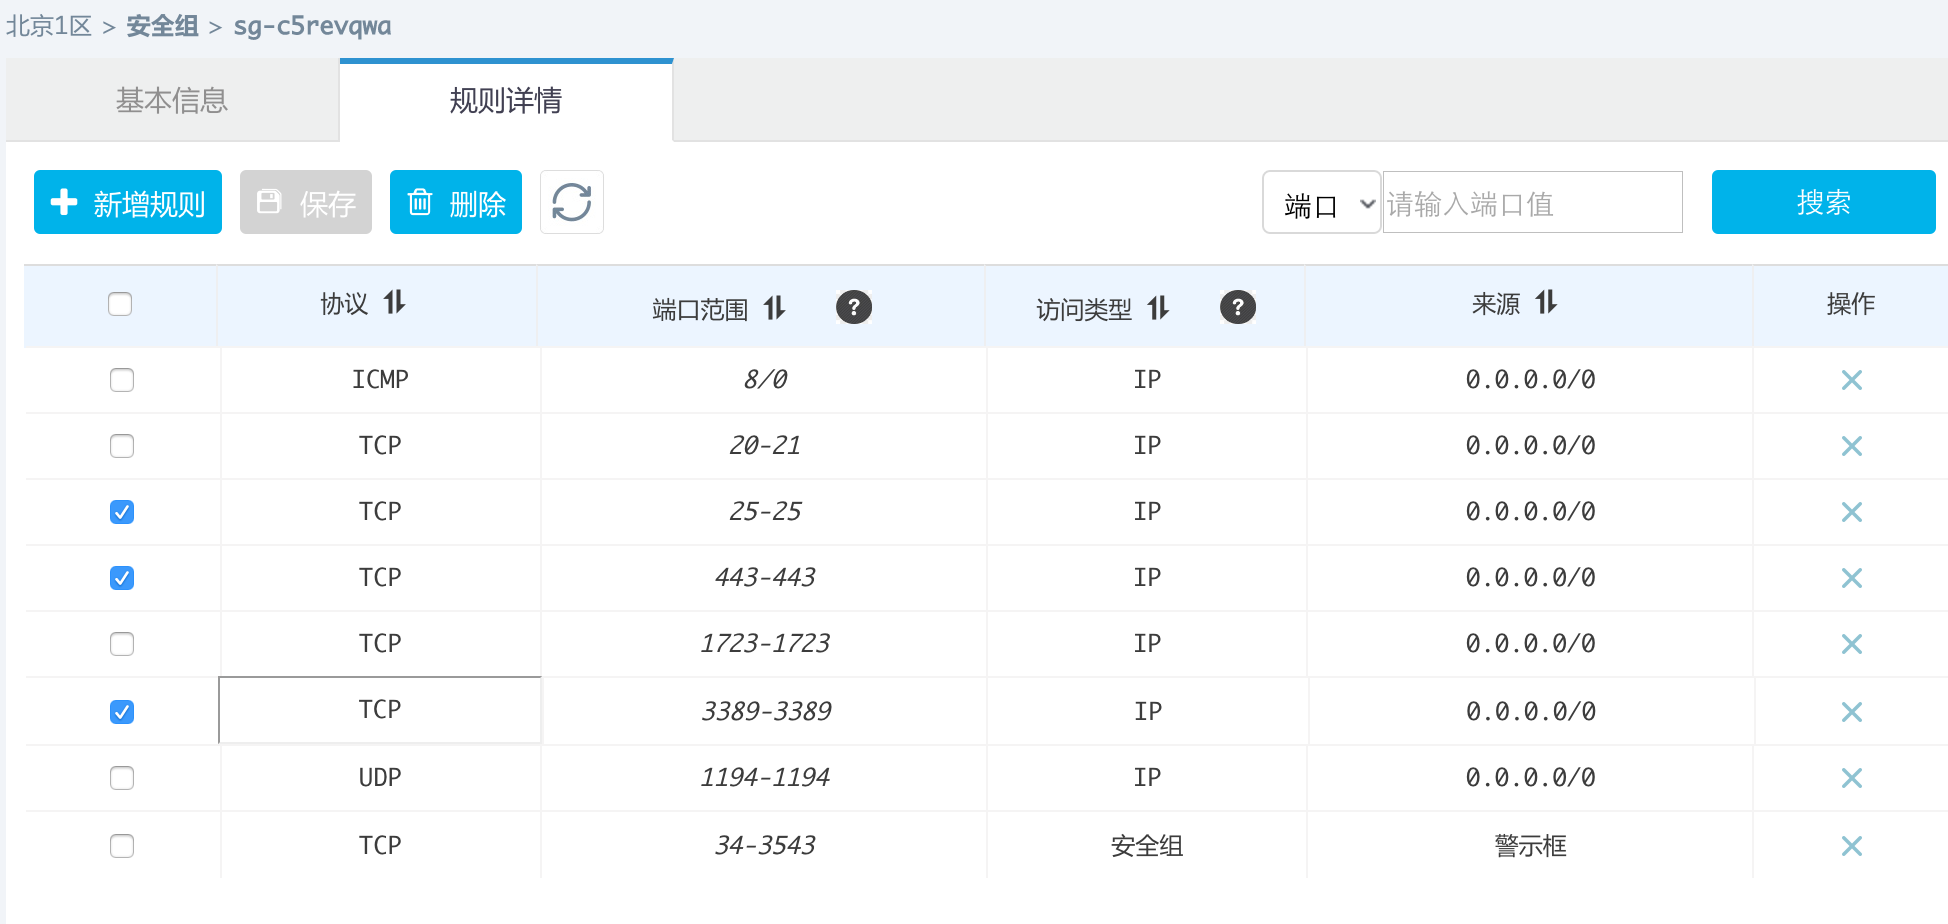 北京1区 > 安全组 > sg-c5revqwa
基本信息 规则详情
新增规则 保存 删除 端口 请输入端口值 搜索
协议 端口范围 ? 访问类型 ? 来源 操作
ICMP 8/0 IP 0.0.0.0/0
TCP 20-21 IP 0.0.0.0/0
TCP 25-25 IP 0.0.0.0/0
TCP 443-443 IP 0.0.0.0/0
TCP 1723-1723 IP 0.0.0.0/0
TCP 3389-3389 IP 0.0.0.0/0
UDP 1194-1194 IP 0.0.0.0/0
TCP 34-3543 安全组 警示框